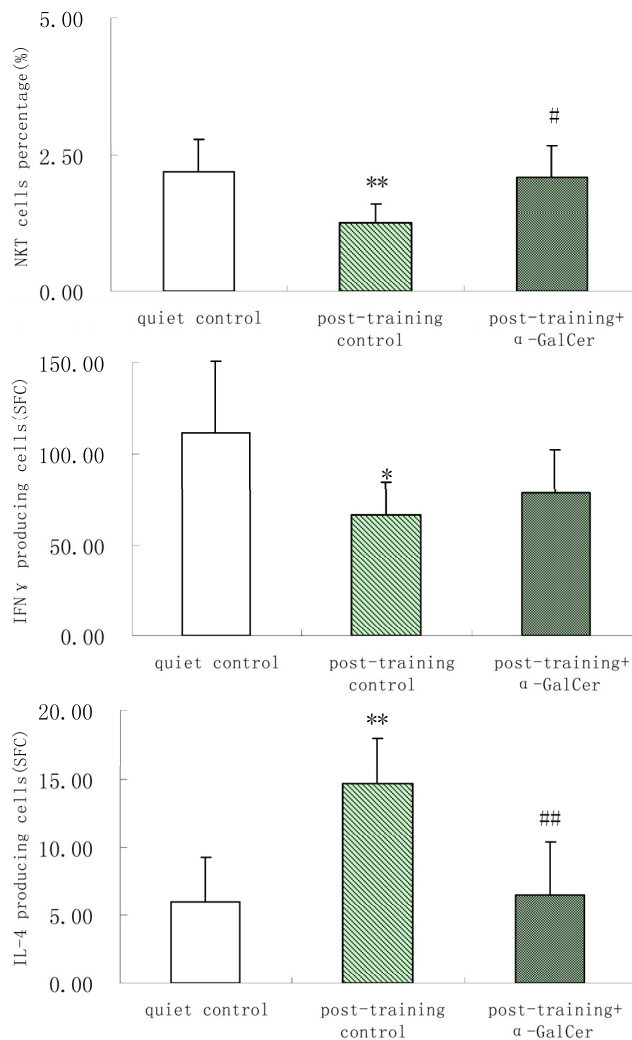 5.00
2.50
0.00
NKT cells percentage(%)
**
#
quiet control
post-training
control
post-training+
α-GalCer
150.00
100.00
50.00
0.00
IFNγ producing cells(SFC)
*
quiet control
post-training
control
post-training+
α-GalCer
20.00
15.00
10.00
5.00
0.00
IL-4 producing cells(SFC)
**
##
quiet control
post-training
control
post-training+
α-GalCer